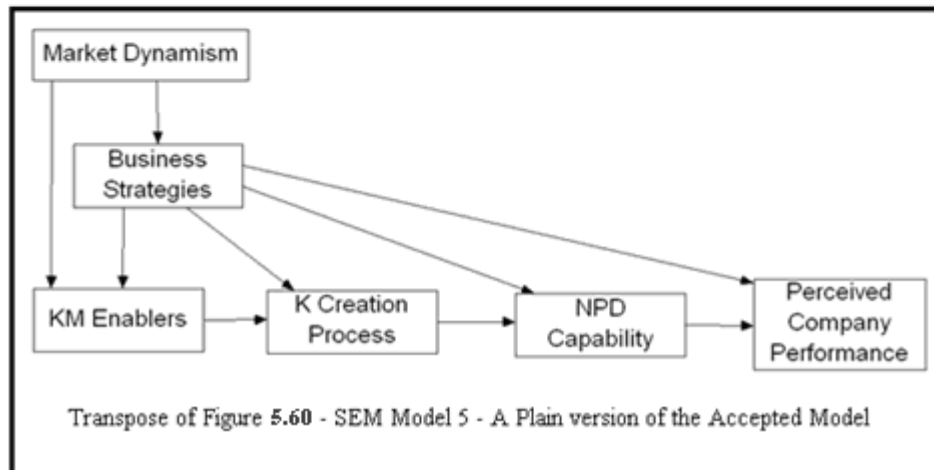 Market Dynamism
Business
Strategies
KM Enablers
K Creation
Process
NPD
Capability
Perceived
Company
Performance
Transpose of Figure 5.60 - SEM Model 5 - A Plain version of the Accepted Model